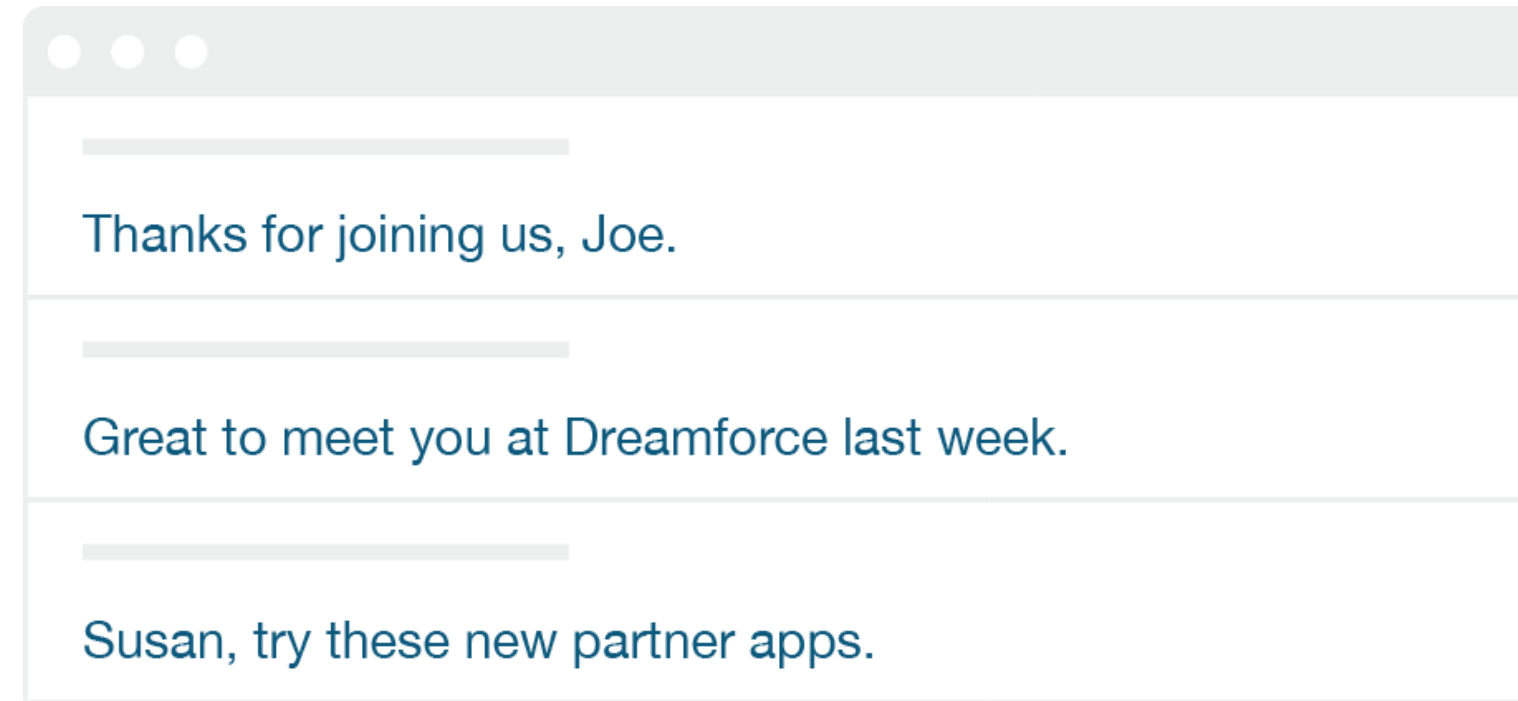 Thanks for joining us, Joe.
Great to meet you at Dreamforce last week.
Susan, try these new partner apps.